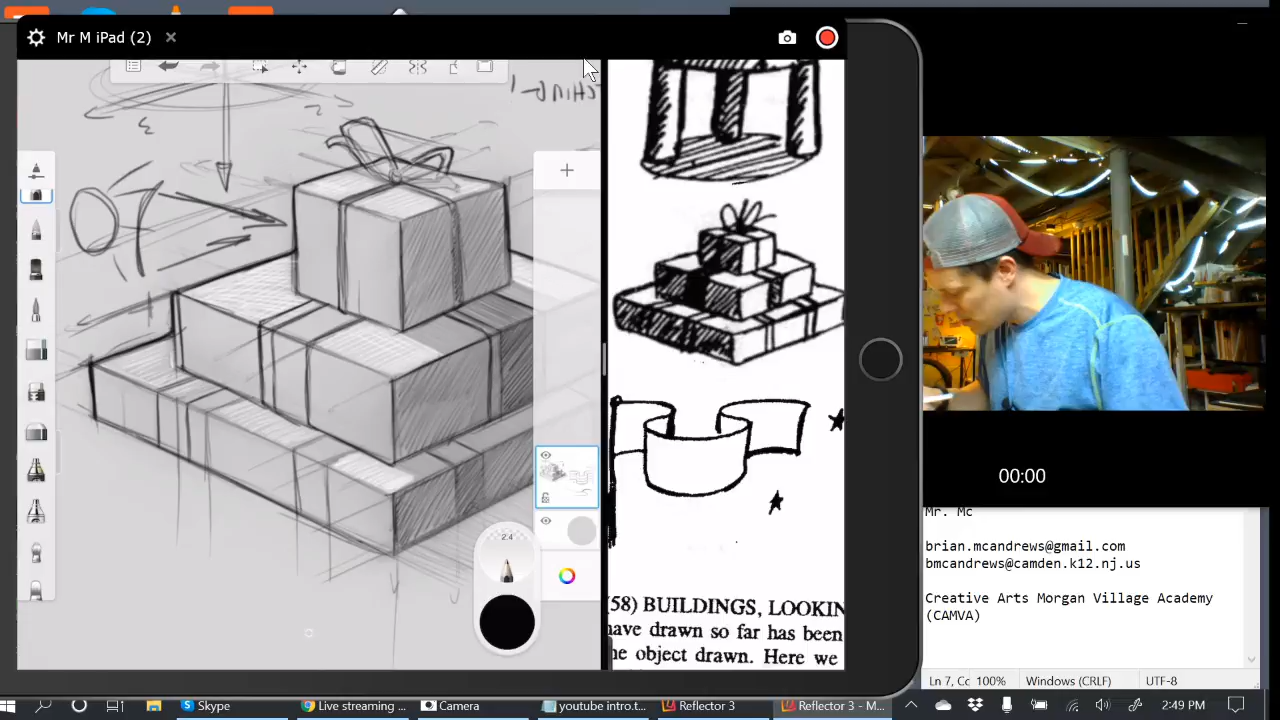 Mr M iPad (2)
2
3
2.4
(58) BUILDINGS, LOOKIN
have drawn so far has been
he object drawn. Here we
00:00
Mr. Mc
brian.mcandrews@gmail.com
bmcandrews@camden.k12.nj.us
Creative Arts Morgan Village Academy
(CAMVA)
Ln 7, Cc 100% Windows (CRLF) UTF-8
Skype Live streaming ... Camera youtube intro.t... Reflector 3 Reflector 3 - M... 2:49 PM